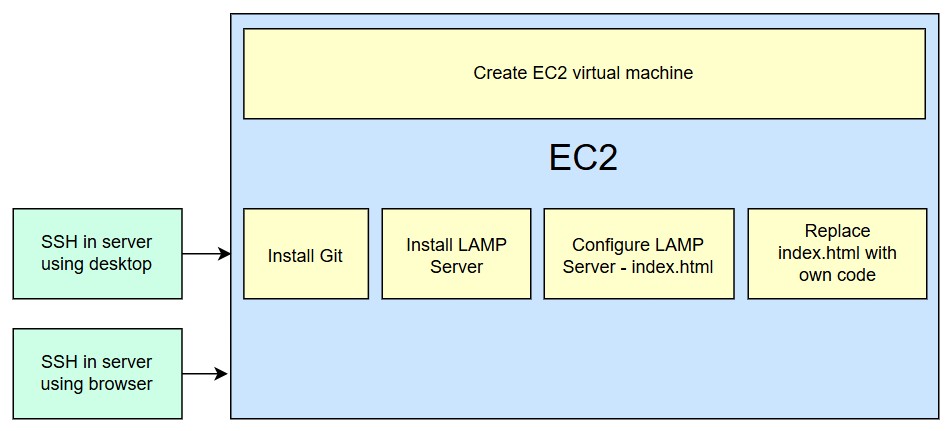 Create EC2 virtual machine
EC2
SSH in server
using desktop
Install Git
Install LAMP
Server
Configure LAMP
Server - index.html
Replace
index.html with
own code
SSH in server
using browser